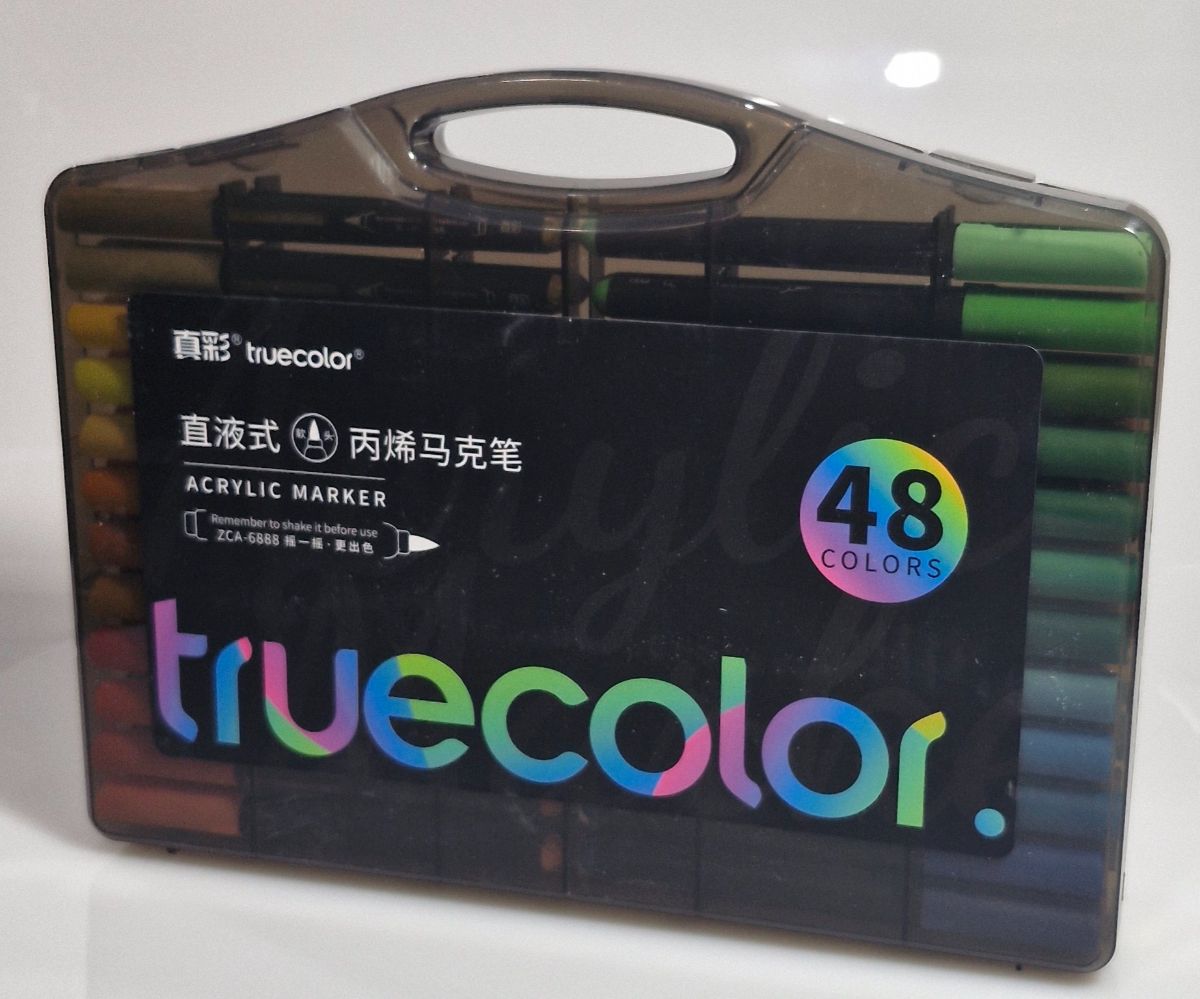 真彩® truecolor®
直液式 软头 丙烯马克笔
ACRYLIC MARKER
Remember to shake it before use
ZCA-6888 摇一摇·更出色
48
COLORS
truecolor.